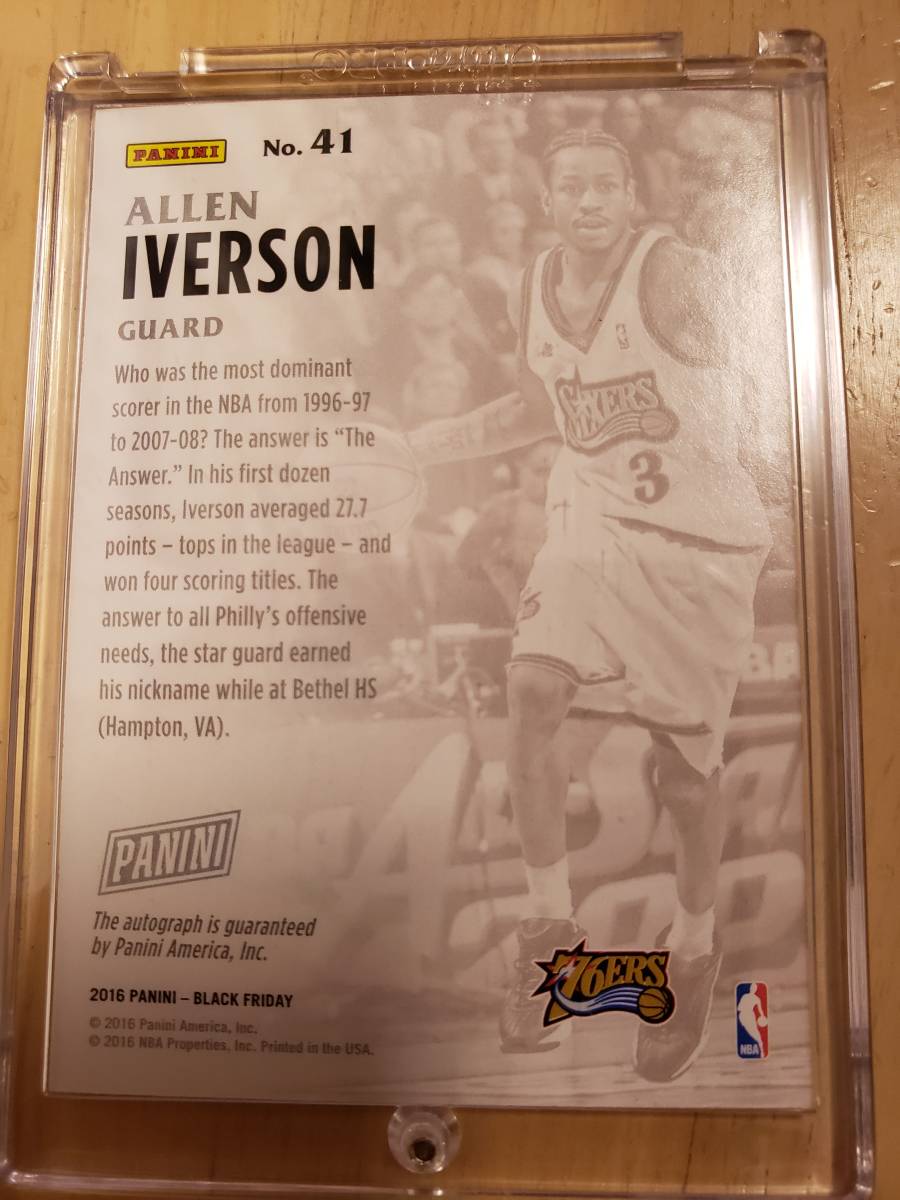 PANINI No. 41
ALLEN
IVERSON
GUARD
Who was the most dominant
scorer in the NBA from 1996-97
to 2007-08? The answer is “The
Answer.” In his first dozen
seasons, Iverson averaged 27.7
points – tops in the league – and
won four scoring titles. The
answer to all Philly’s offensive
needs, the star guard earned
his nickname while at Bethel HS
(Hampton, VA).
SIXERS
3
PANINI
The autograph is guaranteed
by Panini America, Inc.
76ERS
2016 PANINI – BLACK FRIDAY
NBA
© 2016 Panini America, Inc.
© 2016 NBA Properties, Inc. Printed in the USA.